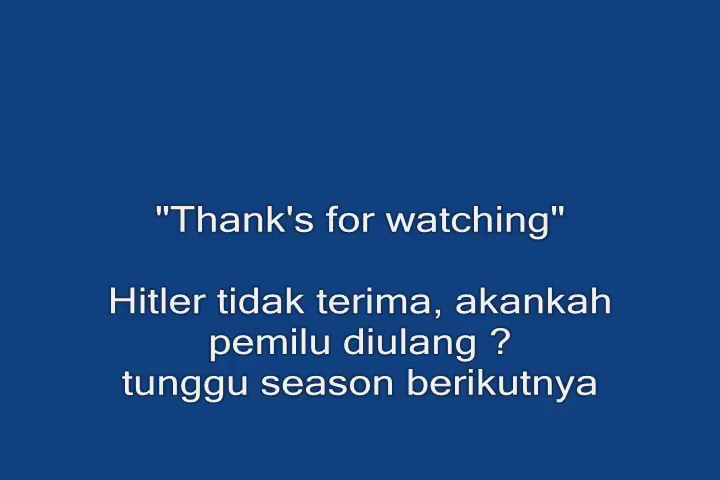 "Thank's for watching"
Hitler tidak terima, akankah
pemilu diulang ?
tunggu season berikutnya